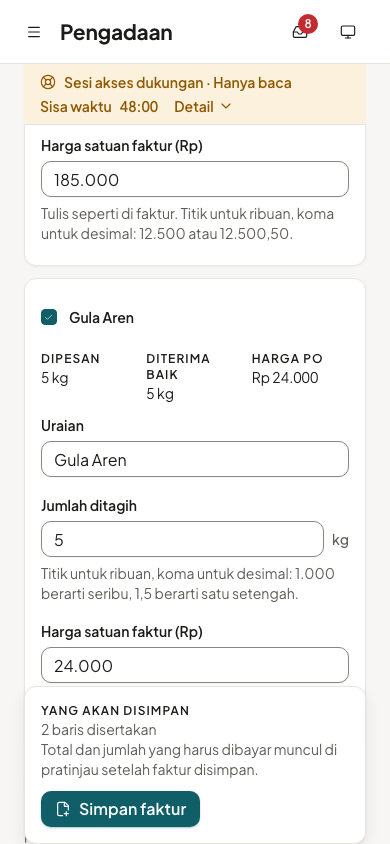 Pengadaan
8
Sesi akses dukungan · Hanya baca
Sisa waktu 48:00 Detail
Harga satuan faktur (Rp)
185.000
Tulis seperti di faktur. Titik untuk ribuan, koma
untuk desimal: 12.500 atau 12.500,50.
Gula Aren
DIPESAN
5 kg
DITERIMA
BAIK
5 kg
HARGA PO
Rp 24.000
Uraian
Gula Aren
Jumlah ditagih
5
kg
Titik untuk ribuan, koma untuk desimal: 1.000
berarti seribu, 1,5 berarti satu setengah.
Harga satuan faktur (Rp)
24.000
YANG AKAN DISIMPAN
2 baris disertakan
Total dan jumlah yang harus dibayar muncul di
pratinjau setelah faktur disimpan.
Simpan faktur